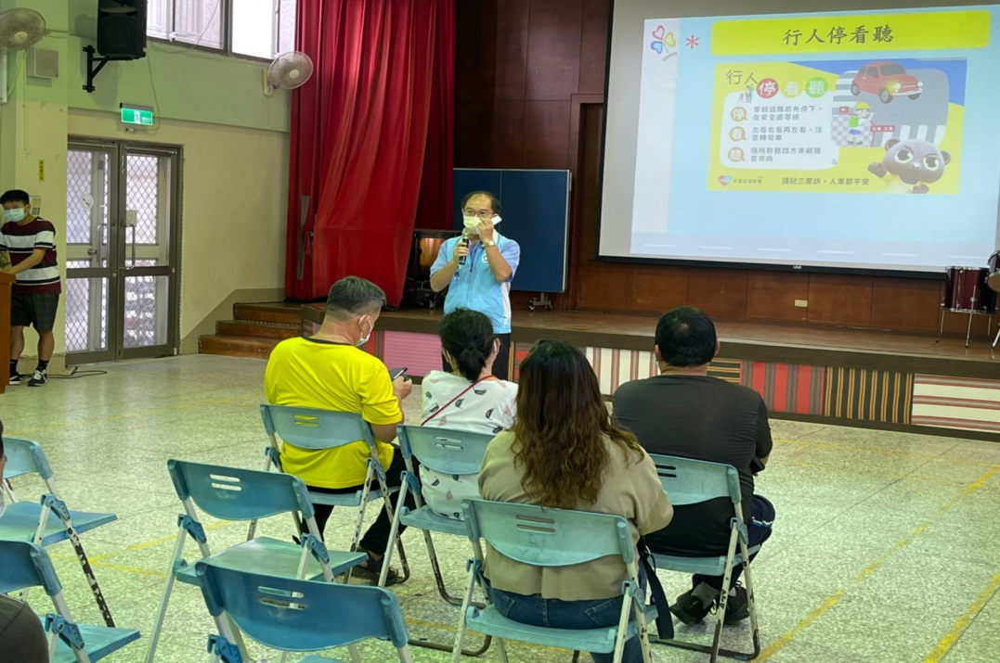 行人停看聽
行人停看聽
停
穿越道路前先停下，
在安全處等候
看
左看右看再左看，注
意轉彎車
聽
隨時聆聽四方車輛聲
音來向
謹記三要訣，人車都平安